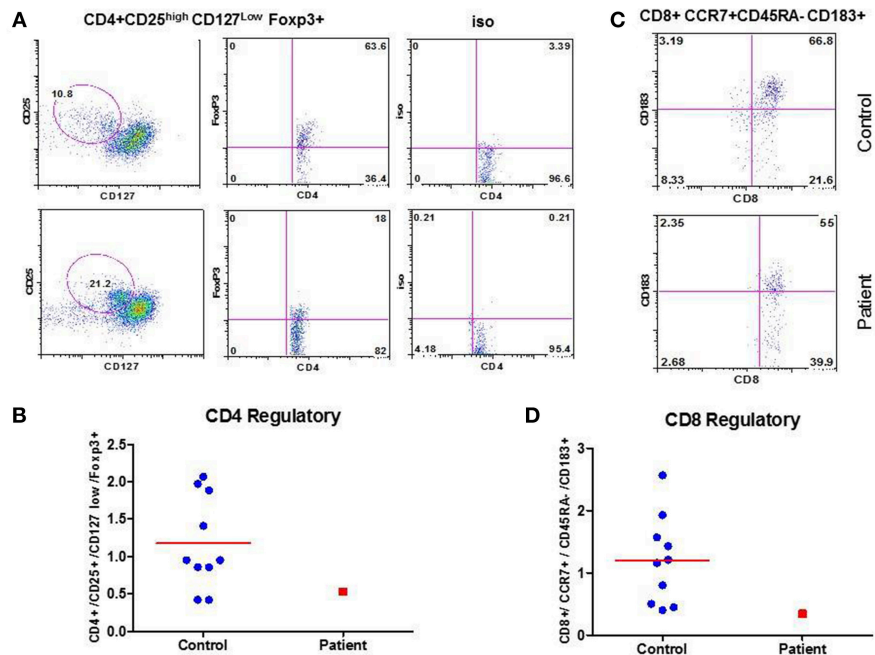 A
CD4+CD25high CD127Low Foxp3+
iso
10.8
CD25
CD127
0
63.6
FoxP3
0
36.4
CD4
0
3.39
iso
0
96.6
CD4
21.2
CD25
CD127
0
18
FoxP3
0
82
CD4
0.21
0.21
iso
4.18
95.4
CD4
C
CD8+ CCR7+CD45RA- CD183+
3.19
66.8
CD183
8.33
21.6
CD8
Control
2.35
55
CD183
2.68
39.9
CD8
Patient
B
CD4 Regulatory
CD4+/CD25+/CD127 low/Foxp3+
2.5
2.0
1.5
1.0
0.5
0.0
Control
Patient
D
CD8 Regulatory
CD8+/ CCR7+ / CD45RA- /CD183+
3
2
1
0
Control
Patient